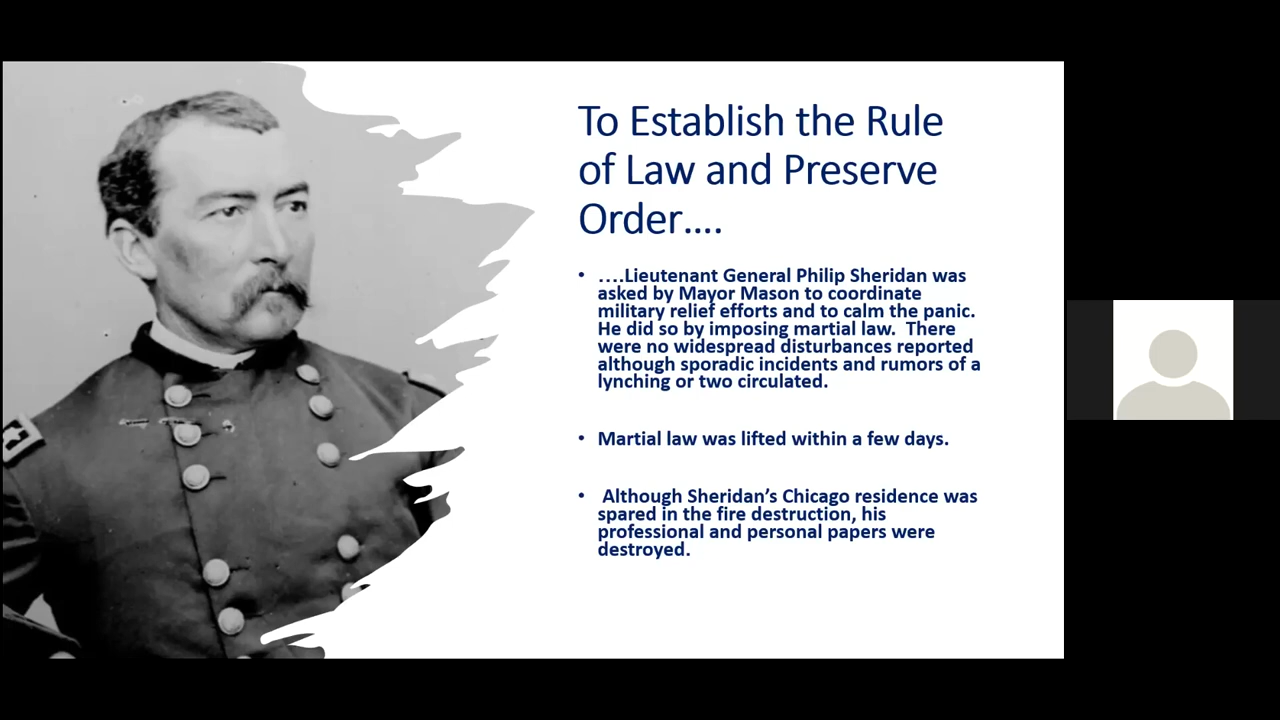 To Establish the Rule
of Law and Preserve
Order….
• ….Lieutenant General Philip Sheridan was
asked by Mayor Mason to coordinate
military relief efforts and to calm the panic.
He did so by imposing martial law.  There
were no widespread disturbances reported
although sporadic incidents and rumors of a
lynching or two circulated.
• Martial law was lifted within a few days.
• Although Sheridan’s Chicago residence was
spared in the fire destruction, his
professional and personal papers were
destroyed.